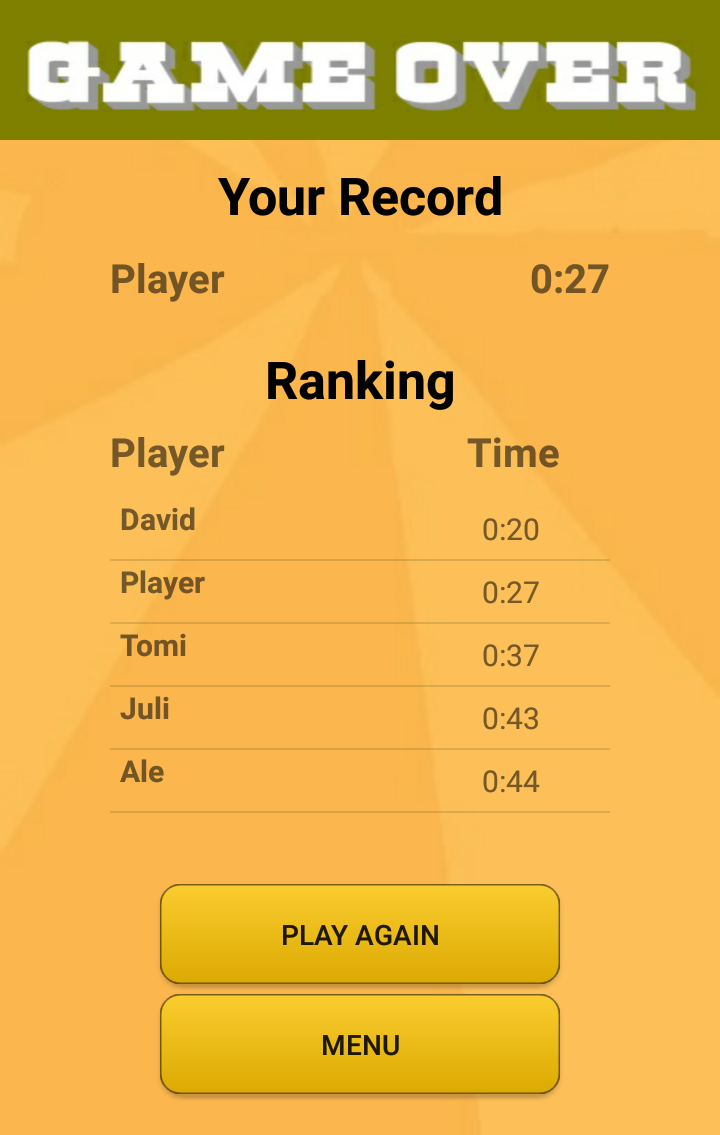 GAME OVER
Your Record
Player 0:27
Ranking
Player Time
David 0:20
Player 0:27
Tomi 0:37
Juli 0:43
Ale 0:44
PLAY AGAIN
MENU